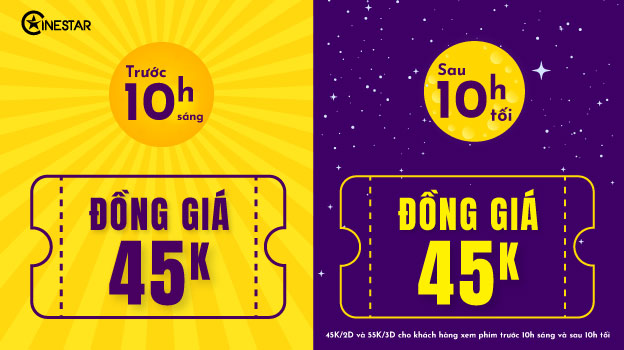 CINESTAR
Trước
10h
sáng
ĐỒNG GIÁ
45K
Sau
10h
tối
ĐỒNG GIÁ
45K
45K/2D và 55K/3D cho khách hàng xem phim trước 10h sáng và sau 10h tối